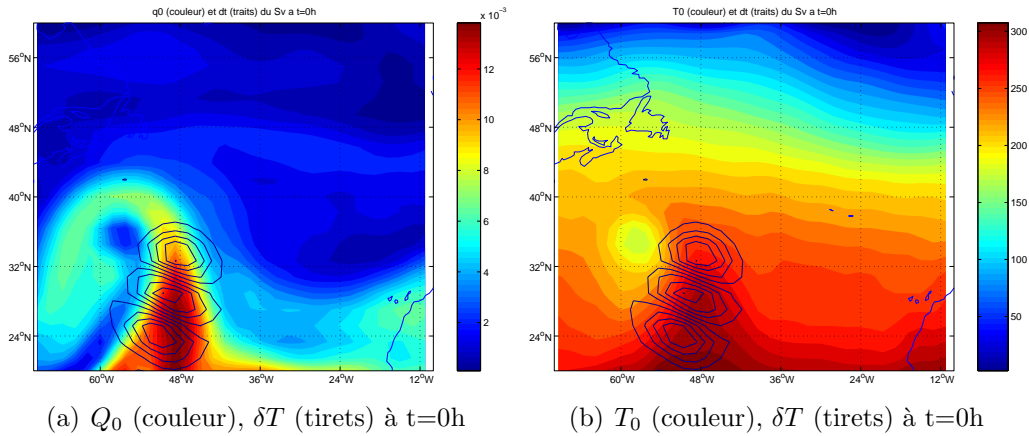 q0 (couleur) et dt (traits) du Sv a t=0h
x 10⁻³
56°N
48°N
40°N
32°N
24°N
60°W
48°W
36°W
24°W
12°W
12
10
8
6
4
2
(a) Q₀ (couleur), δT (tirets) à t=0h
T0 (couleur) et dt (traits) du Sv a t=0h
56°N
48°N
40°N
32°N
24°N
60°W
48°W
36°W
24°W
12°W
300
250
200
150
100
50
(b) T₀ (couleur), δT (tirets) à t=0h